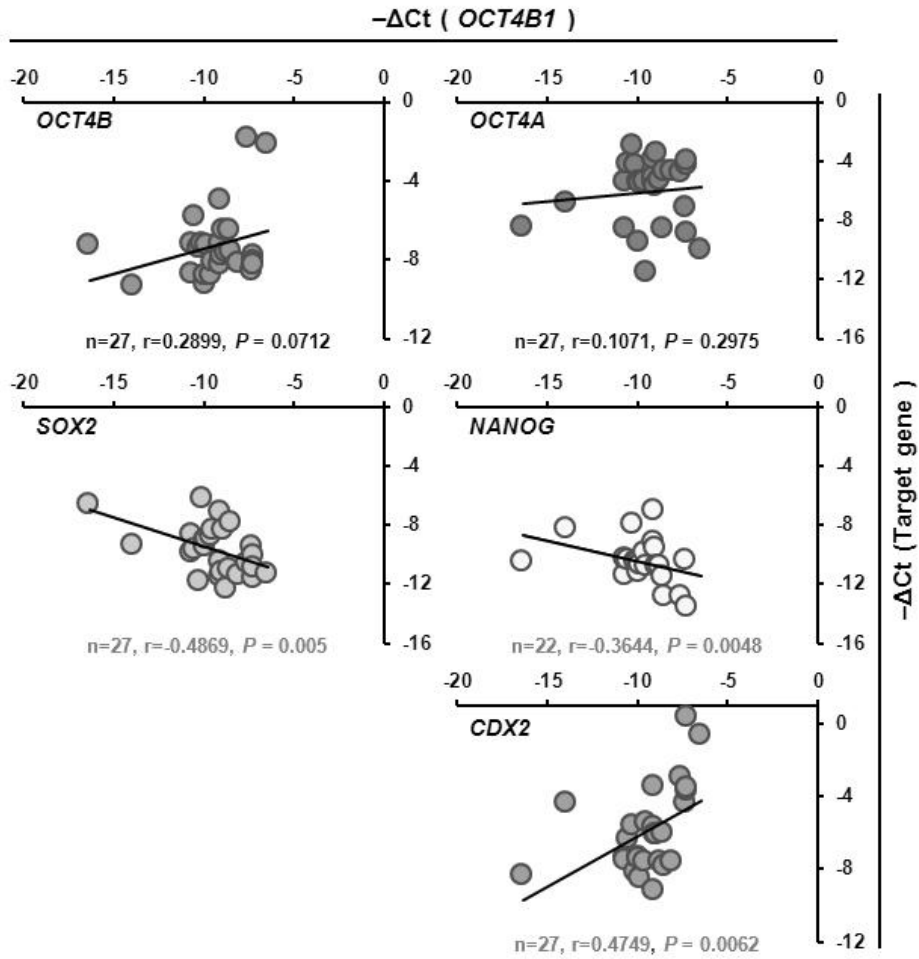 –ΔCt ( OCT4B1 )
-20 -15 -10 -5 0 -20 -15 -10 -5 0
OCT4B
0
-4
-8
-12
n=27, r=0.2899, P = 0.0712
OCT4A
0
-4
-8
-12
-16
n=27, r=0.1071, P = 0.2975
-20 -15 -10 -5 0 -20 -15 -10 -5 0
SOX2
0
-4
-8
-12
-16
n=27, r=-0.4869, P = 0.005
NANOG
0
-4
-8
-12
-16
n=22, r=-0.3644, P = 0.0048
-20 -15 -10 -5 0
CDX2
0
-4
-8
-12
n=27, r=0.4749, P = 0.0062
–ΔCt (Target gene )